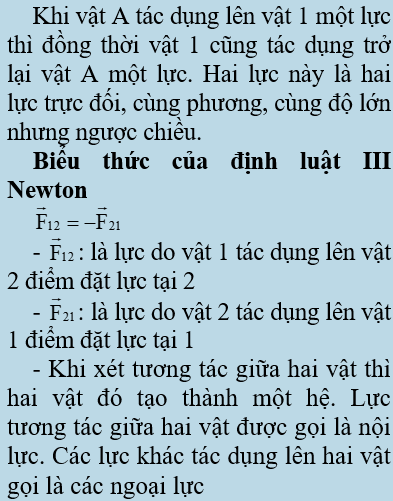 Khi vật A tác dụng lên vật 1 một lực
thì đồng thời vật 1 cũng tác dụng trở
lại vật A một lực. Hai lực này là hai
lực trực đối, cùng phương, cùng độ lớn
nhưng ngược chiều.
Biểu thức của định luật III
Newton
F⃗₁₂ = −F⃗₂₁
- F⃗₁₂ : là lực do vật 1 tác dụng lên vật
2 điểm đặt lực tại 2
- F⃗₂₁ : là lực do vật 2 tác dụng lên vật
1 điểm đặt lực tại 1
- Khi xét tương tác giữa hai vật thì
hai vật đó tạo thành một hệ. Lực
tương tác giữa hai vật được gọi là nội
lực. Các lực khác tác dụng lên hai vật
gọi là các ngoại lực